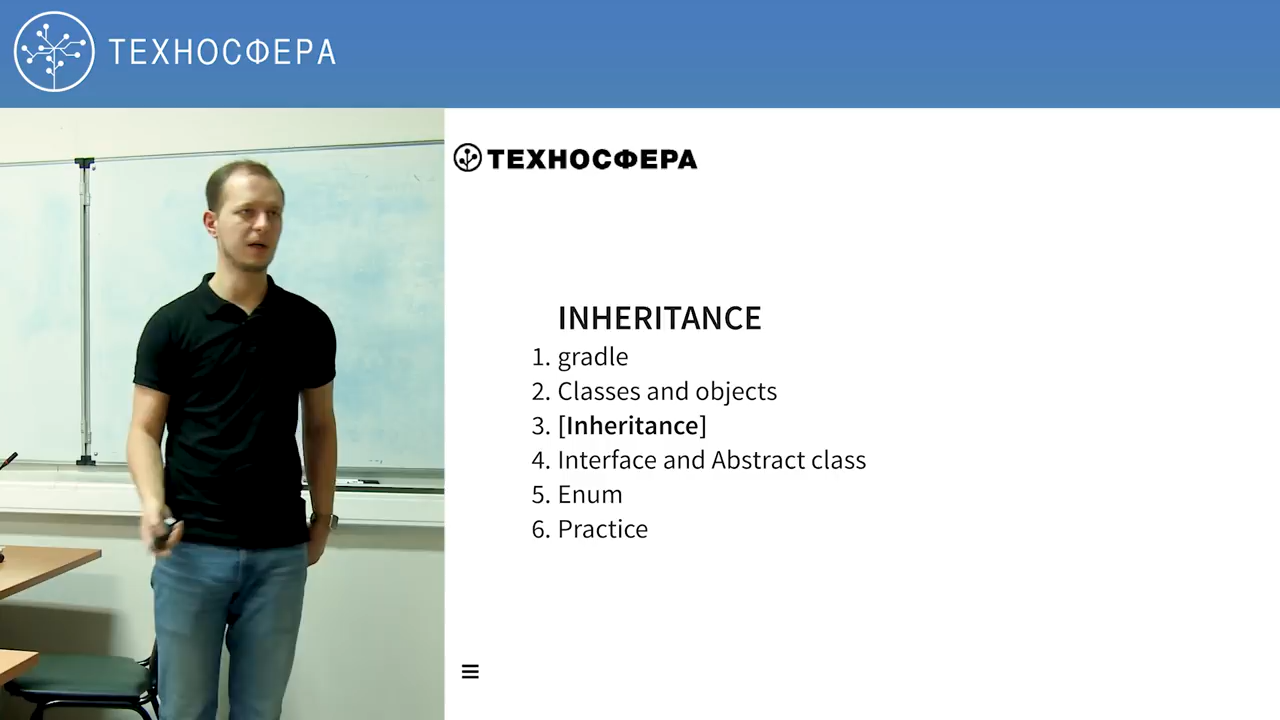 ТЕХНОСФЕРА
ТЕХНОСФЕРА
INHERITANCE
1. gradle
2. Classes and objects
3. [Inheritance]
4. Interface and Abstract class
5. Enum
6. Practice